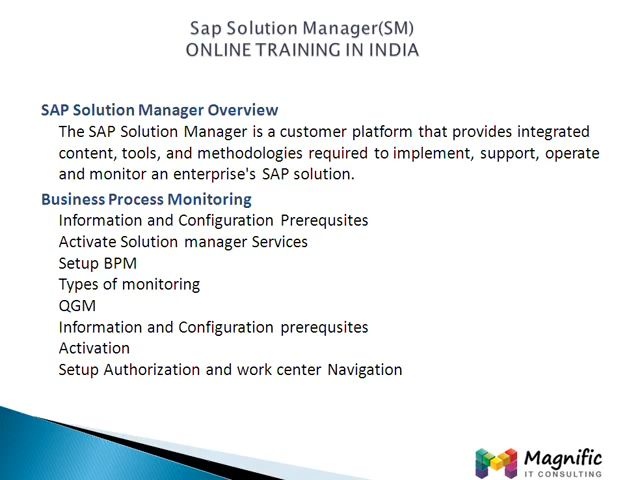 Sap Solution Manager(SM)
ONLINE TRAINING IN INDIA
SAP Solution Manager Overview
The SAP Solution Manager is a customer platform that provides integrated
content, tools, and methodologies required to implement, support, operate
and monitor an enterprise's SAP solution.
Business Process Monitoring
Information and Configuration Prerequsites
Activate Solution manager Services
Setup BPM
Types of monitoring
QGM
Information and Configuration prerequsites
Activation
Setup Authorization and work center Navigation
Magnific
IT CONSULTING